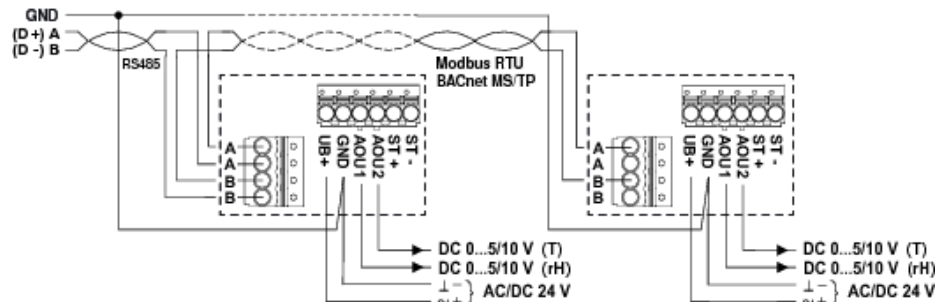 GND
(D+) A
(D -) B
RS485
Modbus RTU
BACnet MS/TP
UB+ GND AOU1 AOU2 ST + ST -
UB+ GND AOU1 AOU2 ST + ST -
A
A
B
B
A
A
B
B
DC 0...5/10 V (T)
DC 0...5/10 V (rH)
⊥ − } AC/DC 24 V
DC 0...5/10 V (T)
DC 0...5/10 V (rH)
⊥ − } AC/DC 24 V